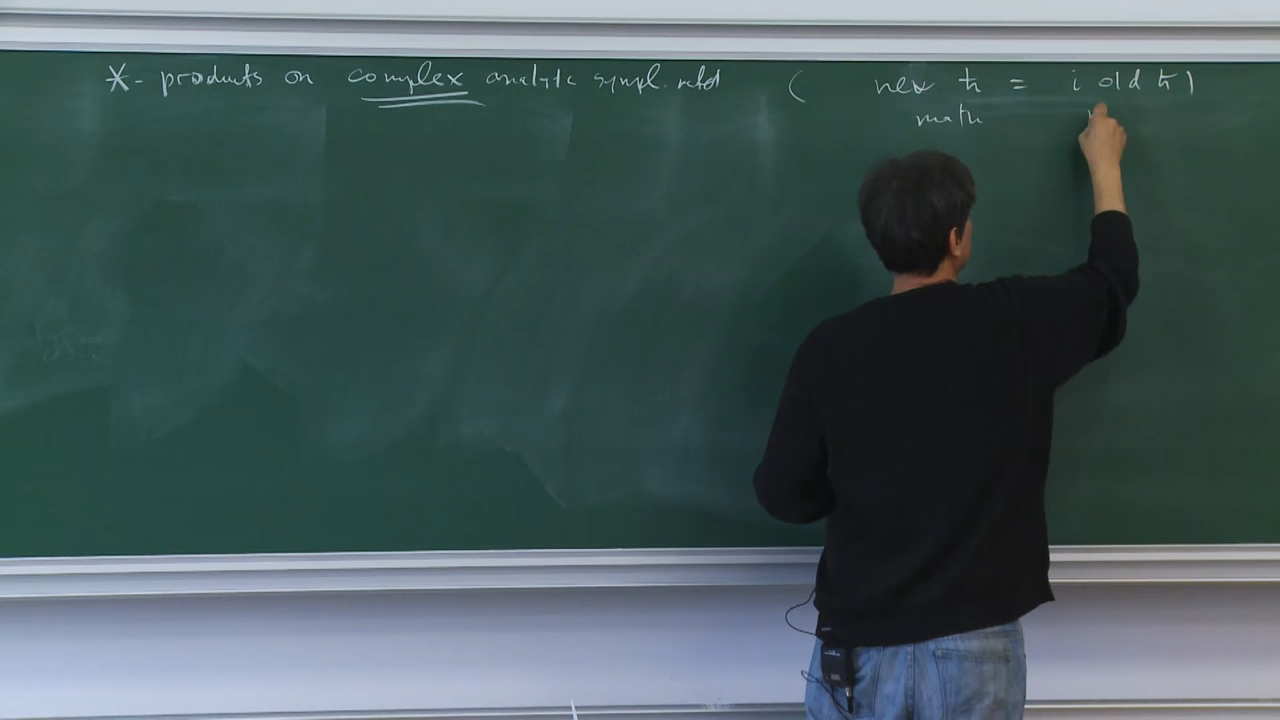 *- products on complex analytic sympl. mfd ( new ħ = i old ħ )
math